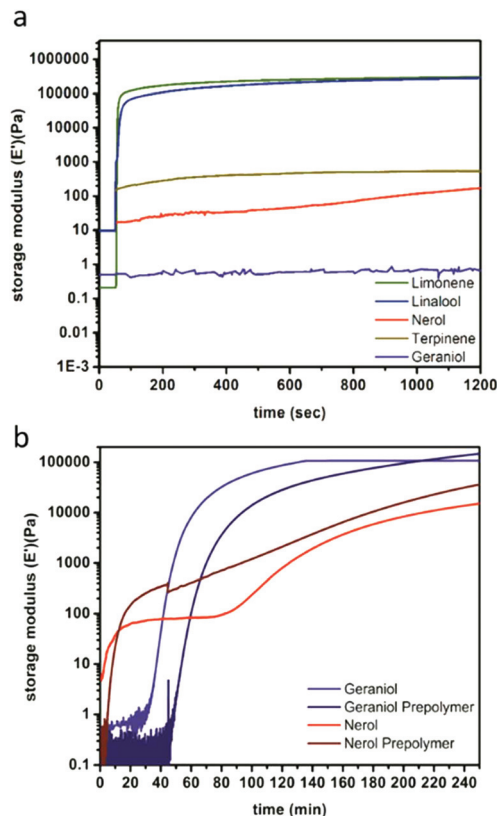 a
storage modulus (E')(Pa)
1000000
100000
10000
1000
100
10
1
0.1
0.01
1E-3
0 200 400 600 800 1000 1200
time (sec)
Limonene
Linalool
Nerol
Terpinene
Geraniol
b
storage modulus (E')(Pa)
100000
10000
1000
100
10
1
0.1
0 20 40 60 80 100 120 140 160 180 200 220 240
time (min)
Geraniol
Geraniol Prepolymer
Nerol
Nerol Prepolymer